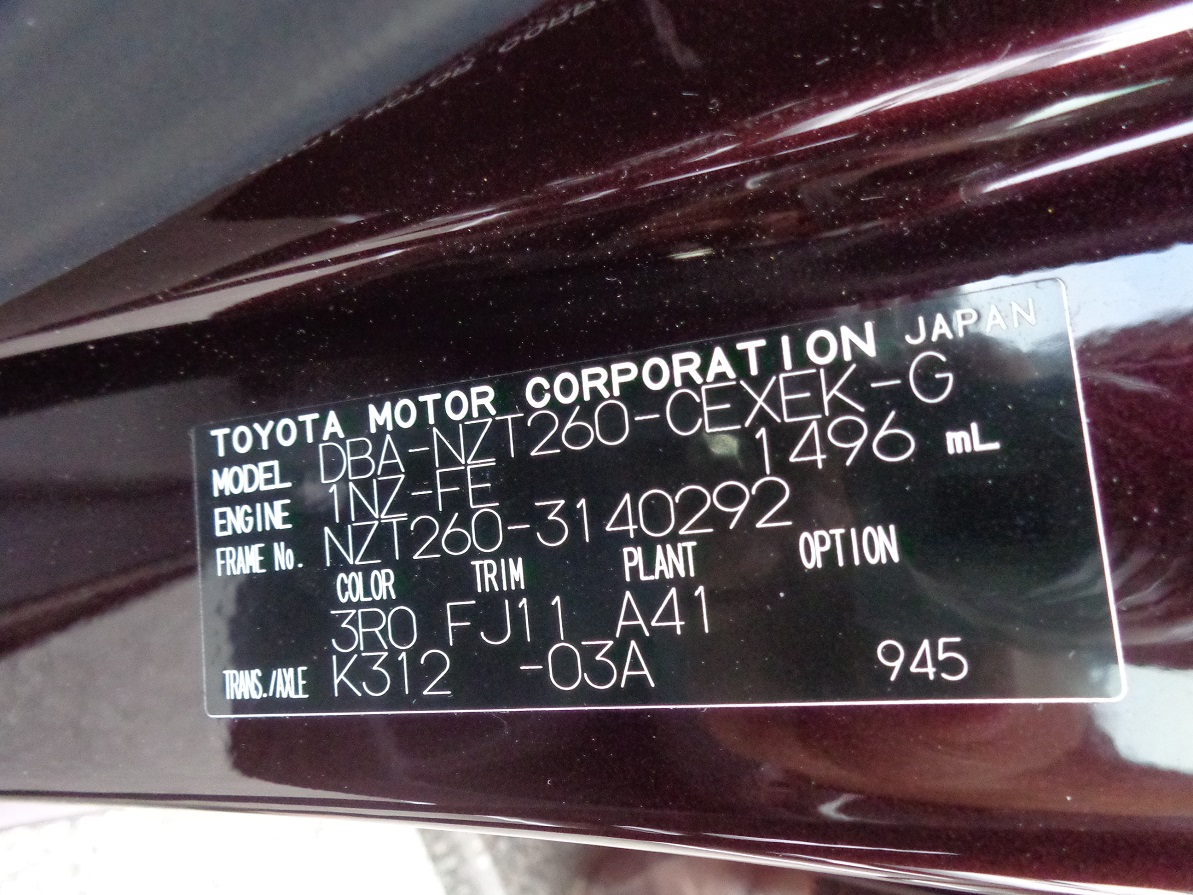 TOYOTA MOTOR CORPORATION JAPAN
MODEL DBA-NZT260-CEXEK-G
ENGINE 1NZ-FE 1496 mL
FRAME No. NZT260-3140292
COLOR TRIM PLANT OPTION
3R0 FJ11 A41
TRANS./AXLE K312 -03A 945